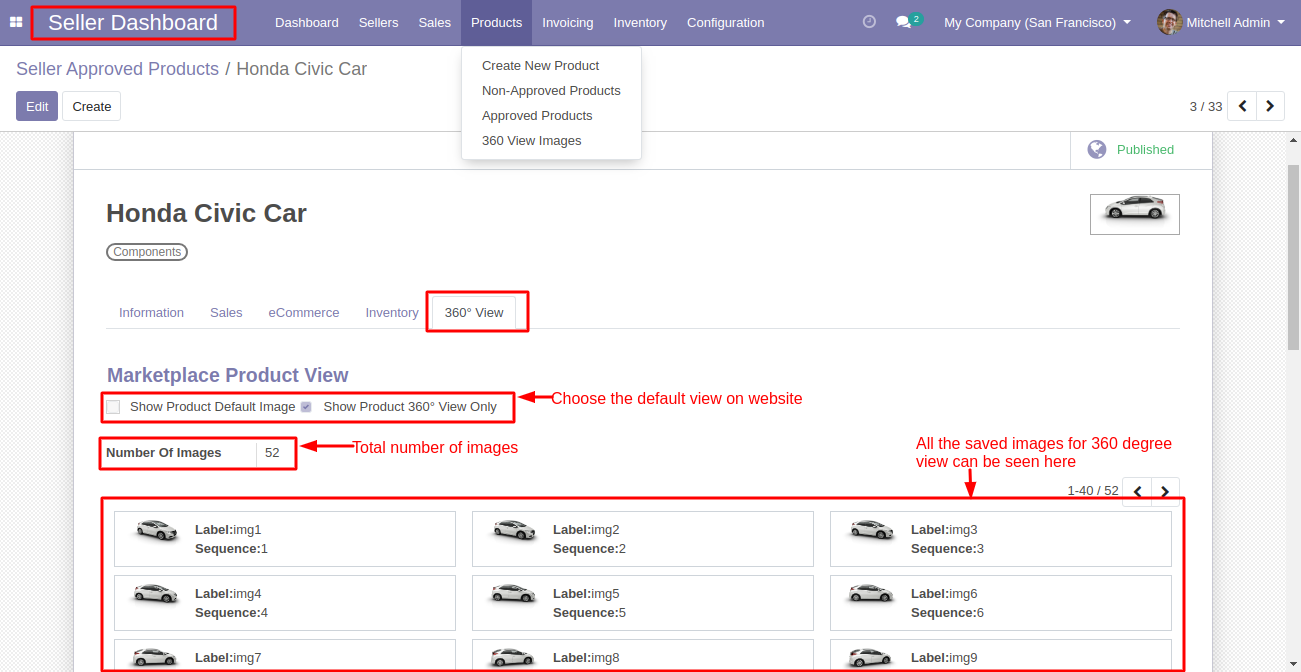 Seller Dashboard Dashboard Sellers Sales Products Invoicing Inventory Configuration 2 My Company (San Francisco) Mitchell Admin
Create New Product
Non-Approved Products
Approved Products
360 View Images
Seller Approved Products / Honda Civic Car
Edit Create 3 / 33
Published
Honda Civic Car
Components
Information Sales eCommerce Inventory 360° View
Marketplace Product View
Show Product Default Image Show Product 360° View Only
Choose the default view on website
Number Of Images 52
Total number of images
All the saved images for 360 degree
view can be seen here
1-40 / 52
Label:img1
Sequence:1
Label:img2
Sequence:2
Label:img3
Sequence:3
Label:img4
Sequence:4
Label:img5
Sequence:5
Label:img6
Sequence:6
Label:img7
Label:img8
Label:img9